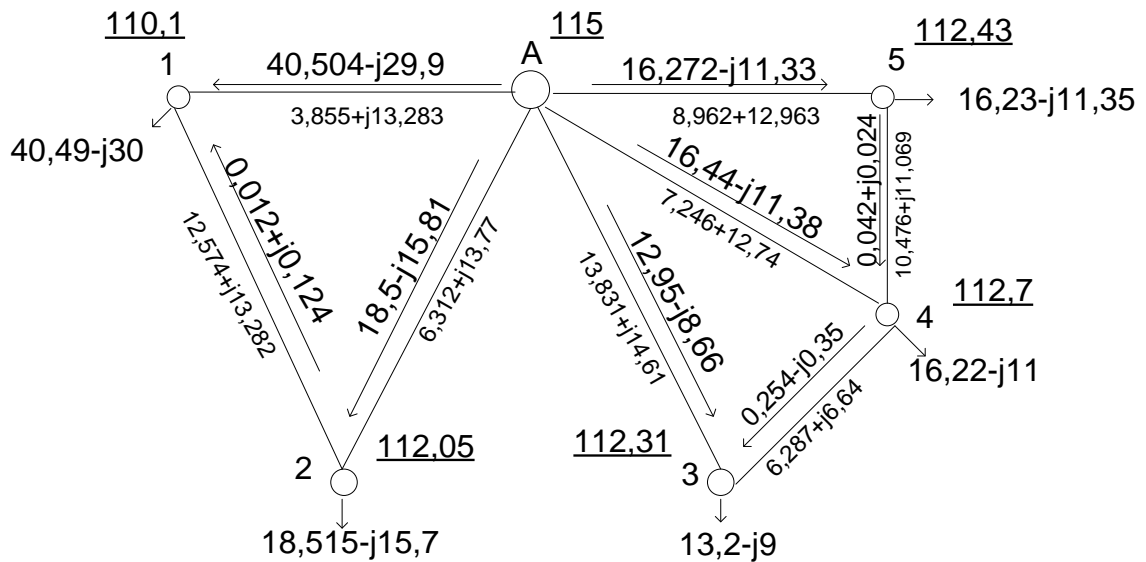 110,1
115
112,43
1
A
5
40,504-j29,9
16,272-j11,33
16,23-j11,35
3,855+j13,283
8,962+12,963
40,49-j30
0,012+j0,124
12,574+j13,282
18,5-j15,81
6,312+j13,77
16,44-j11,38
7,246+12,74
0,042+j0,024
10,476+j11,069
12,95-j8,66
13,831+j14,61
112,7
4
16,22-j11
0,254-j0,35
6,287+j6,64
2
112,05
112,31
3
18,515-j15,7
13,2-j9